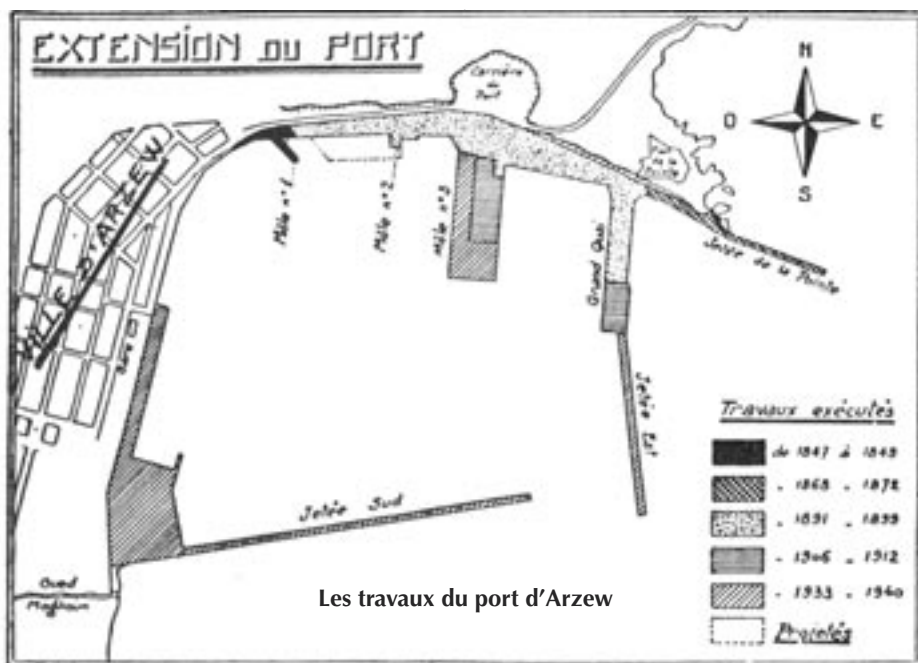 EXTENSION DU PORT
Carrière
du
Port
N
O
E
S
VILLE D'ARZEW
Môle n° 1
Môle n° 2
Môle n° 3
Grand Quai
Jetée de la Pointe
Jetée Est
Jetée Sud
Oued
Travaux exécutés
de 1847 à 1849
" 1868 " 1872
" 1891 " 1899
" 1906 " 1912
" 1933 " 1940
Projetés
Les travaux du port d'Arzew